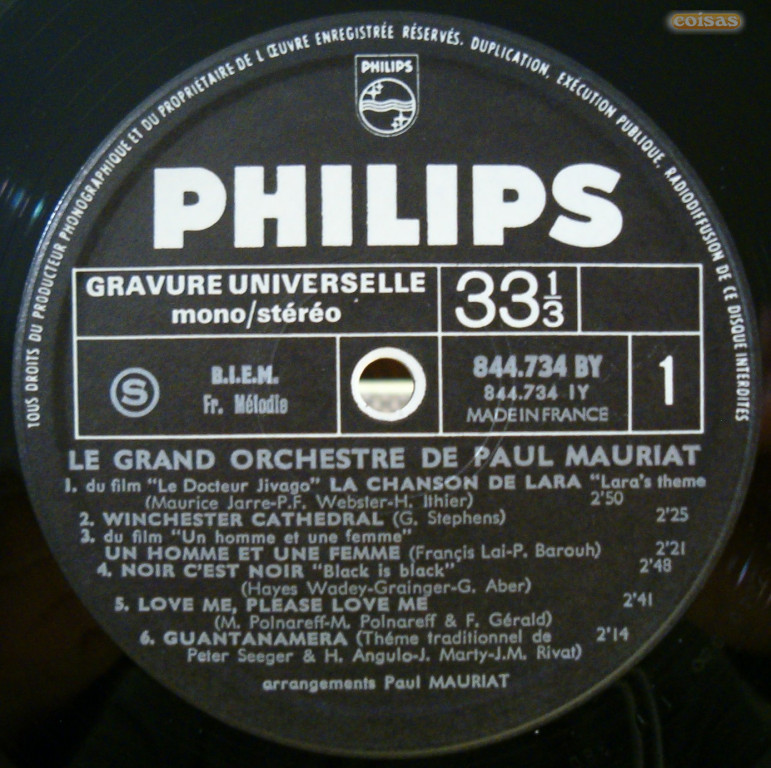 coisas
TOUS DROITS DU PRODUCTEUR PHONOGRAPHIQUE ET DU PROPRIÉTAIRE DE L'ŒUVRE ENREGISTRÉE RÉSERVÉS. DUPLICATION, EXÉCUTION PUBLIQUE, RADIODIFFUSION DE CE DISQUE INTERDITES
PHILIPS
PHILIPS
GRAVURE UNIVERSELLE
mono/stéréo
33 1/3
S
B.I.E.M.
Fr. Mélodie
844.734 BY
844.734 IY
MADE IN FRANCE
1
LE GRAND ORCHESTRE DE PAUL MAURIAT
1. du film "Le Docteur Jivago" LA CHANSON DE LARA "Lara's theme
(Maurice Jarre-P.F. Webster-H. Ithier) 2'50
2. WINCHESTER CATHEDRAL (G. Stephens) 2'25
3. du film "Un homme et une femme"
UN HOMME ET UNE FEMME (Françis Lai-P. Barouh) 2'21
4. NOIR C'EST NOIR "Black is black" 2'48
(Hayes Wadey-Grainger-G. Aber)
5. LOVE ME, PLEASE LOVE ME 2'41
(M. Polnareff-M. Polnareff & F. Gérald)
6. GUANTANAMERA (Théme traditionnel de 2'14
Peter Seeger & H. Angulo-J. Marty-J.M. Rivat)
arrangements Paul MAURIAT